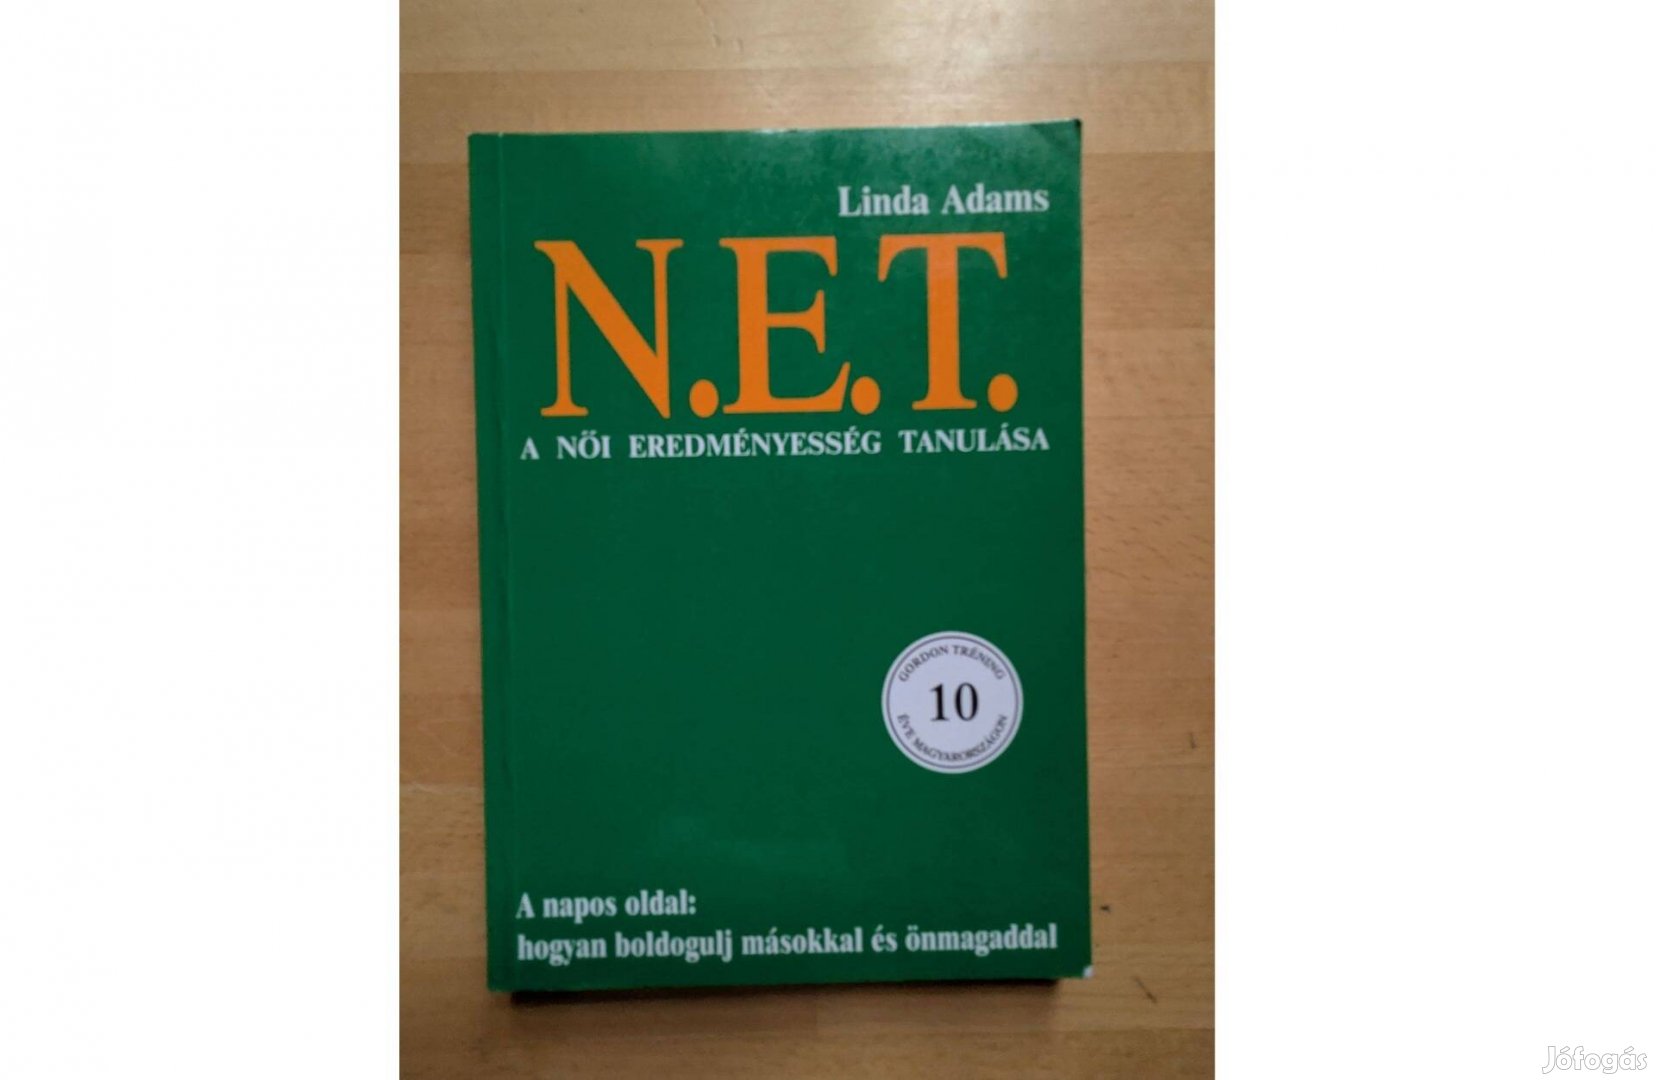 Linda Adams
N.E.T.
A NŐI EREDMÉNYESSÉG TANULÁSA
GORDON TRÉNING
10
ÉVE MAGYARORSZÁGON
A napos oldal:
hogyan boldogulj másokkal és önmagaddal
Jófogás